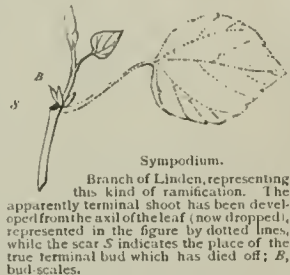 B
S
Sympodium.
Branch of Linden, representing
this kind of ramification. The
apparently terminal shoot has been devel-
oped from the axil of the leaf (now dropped),
represented in the figure by dotted lines,
while the scar S indicates the place of the
true terminal bud which has died off; B,
bud-scales.